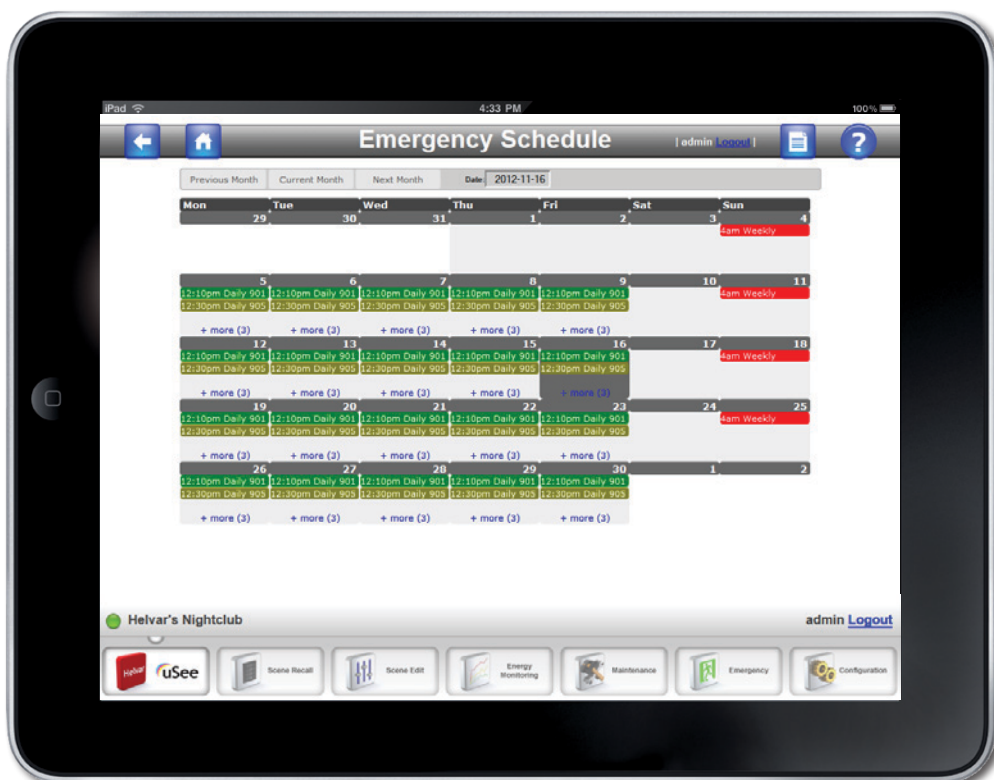 iPad 4:33 PM 100%
Emergency Schedule | admin Logout | ?
Previous Month Current Month Next Month Date: 2012-11-16
Mon Tue Wed Thu Fri Sat Sun
29 30 31 1 2 3 4
4am Weekly
5 6 7 8 9 10 11
12:10pm Daily 901 12:10pm Daily 901 12:10pm Daily 901 12:10pm Daily 901 12:10pm Daily 901 4am Weekly
12:30pm Daily 905 12:30pm Daily 905 12:30pm Daily 905 12:30pm Daily 905 12:30pm Daily 905
+ more (3) + more (3) + more (3) + more (3) + more (3)
12 13 14 15 16 17 18
12:10pm Daily 901 12:10pm Daily 901 12:10pm Daily 901 12:10pm Daily 901 12:10pm Daily 901 4am Weekly
12:30pm Daily 905 12:30pm Daily 905 12:30pm Daily 905 12:30pm Daily 905 12:30pm Daily 905
+ more (3) + more (3) + more (3) + more (3) + more (3)
19 20 21 22 23 24 25
12:10pm Daily 901 12:10pm Daily 901 12:10pm Daily 901 12:10pm Daily 901 12:10pm Daily 901 4am Weekly
12:30pm Daily 905 12:30pm Daily 905 12:30pm Daily 905 12:30pm Daily 905 12:30pm Daily 905
+ more (3) + more (3) + more (3) + more (3) + more (3)
26 27 28 29 30 1 2
12:10pm Daily 901 12:10pm Daily 901 12:10pm Daily 901 12:10pm Daily 901 12:10pm Daily 901
12:30pm Daily 905 12:30pm Daily 905 12:30pm Daily 905 12:30pm Daily 905 12:30pm Daily 905
+ more (3) + more (3) + more (3) + more (3) + more (3)
Helvar's Nightclub admin Logout
Helvar uSee Scene Recall Scene Edit Energy Monitoring Maintenance Emergency Configuration